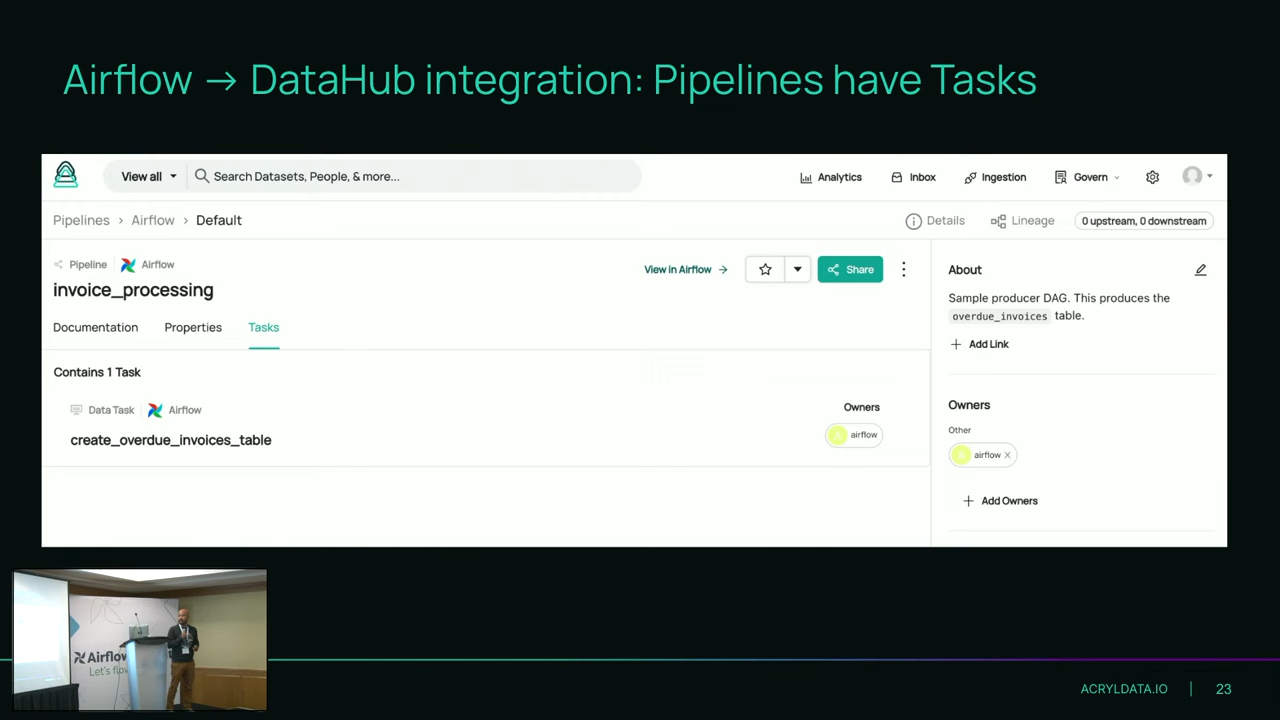 Airflow → DataHub integration: Pipelines have Tasks
View all
Search Datasets, People, & more...
Analytics
Inbox
Ingestion
Govern
Pipelines > Airflow > Default
Details
Lineage
0 upstream, 0 downstream
Pipeline
Airflow
invoice_processing
View in Airflow →
Share
Documentation
Properties
Tasks
Contains 1 Task
Data Task
Airflow
create_overdue_invoices_table
Owners
airflow
About
Sample producer DAG. This produces the
overdue_invoices table.
+ Add Link
Owners
Other
airflow ×
+ Add Owners
Airflow
Let's flow
ACRYLDATA.IO | 23